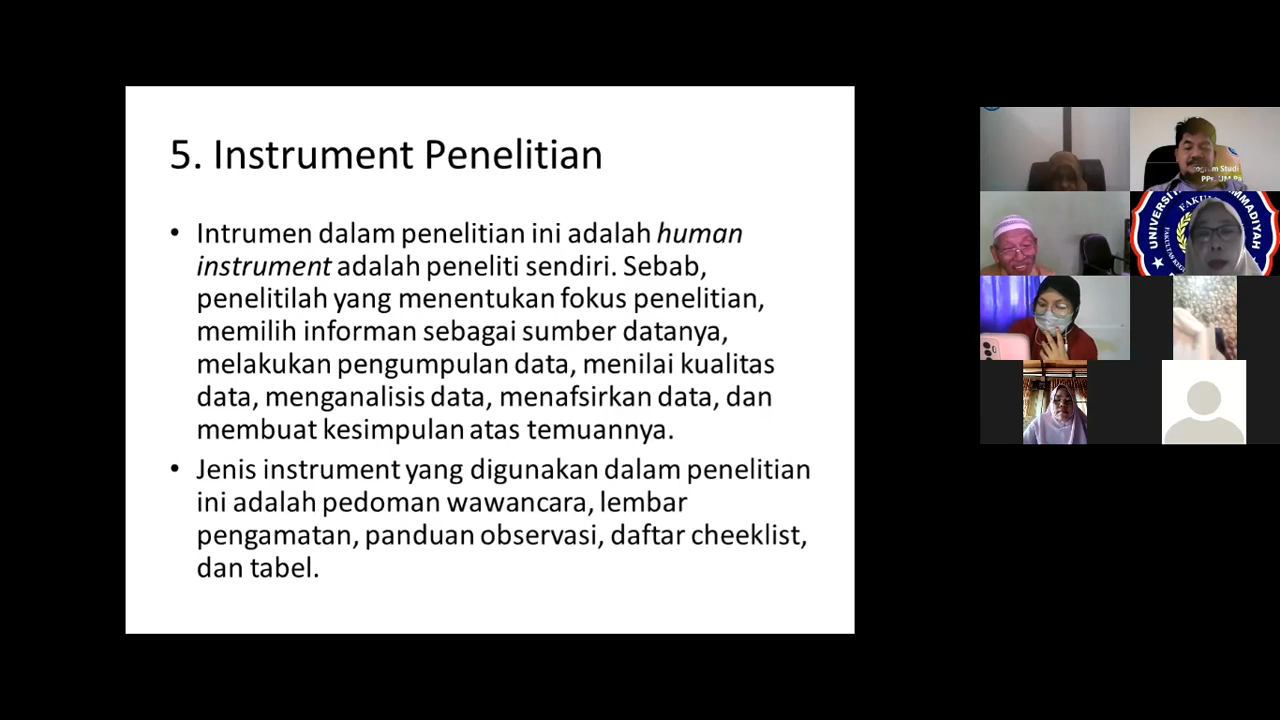 5. Instrument Penelitian
• Intrumen dalam penelitian ini adalah human
instrument adalah peneliti sendiri. Sebab,
penelitilah yang menentukan fokus penelitian,
memilih informan sebagai sumber datanya,
melakukan pengumpulan data, menilai kualitas
data, menganalisis data, menafsirkan data, dan
membuat kesimpulan atas temuannya.
• Jenis instrument yang digunakan dalam penelitian
ini adalah pedoman wawancara, lembar
pengamatan, panduan observasi, daftar cheeklist,
dan tabel.
Studi